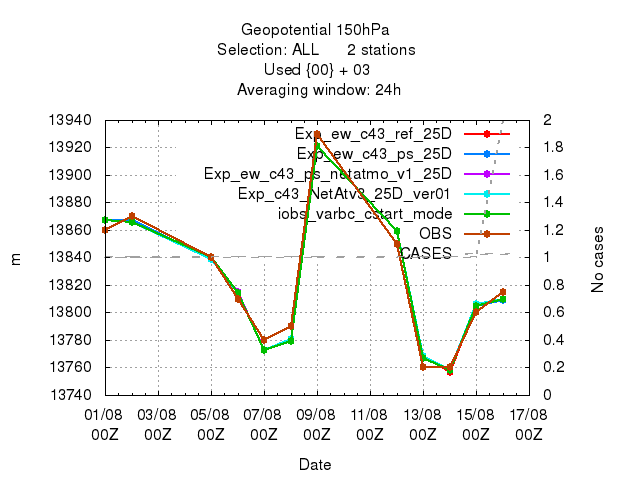 Geopotential 150hPa
Selection: ALL 2 stations
Used {00} + 03
Averaging window: 24h
13940
13920
13900
13880
13860
13840
13820
13800
13780
13760
13740
m
Exp_ew_c43_ref_25D
Exp_ew_c43_ps_25D
Exp_ew_c43_ps_netatmo_v1_25D
Exp_c43_NetAtv3_25D_ver01
iobs_varbc_cstart_mode
OBS
CASES
2
1.8
1.6
1.4
1.2
1
0.8
0.6
0.4
0.2
0
No cases
01/08 03/08 05/08 07/08 09/08 11/08 13/08 15/08 17/08
00Z 00Z 00Z 00Z 00Z 00Z 00Z 00Z 00Z
Date